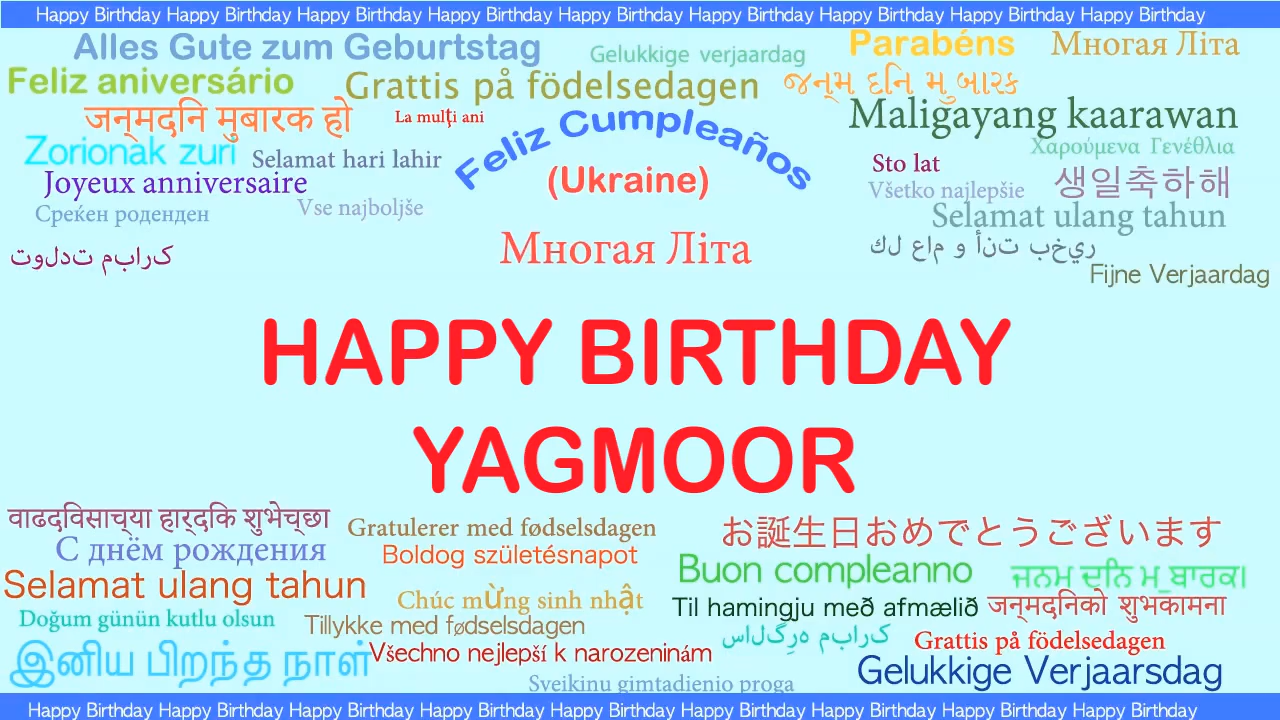 Happy Birthday Happy Birthday Happy Birthday Happy Birthday Happy Birthday Happy Birthday Happy Birthday Happy Birthday Happy Birthday
Alles Gute zum Geburtstag
Gelukkige verjaardag
Parabéns
Многая Літа
Feliz aniversário
Grattis på födelsedagen
જન્મ દિન મુબારક
जन्मदिन मुबारक हो
La mulţi ani
Feliz Cumpleaños
Maligayang kaarawan
Zorionak zuri
Selamat hari lahir
(Ukraine)
Sto lat
Χαρούμενα Γενέθλια
Joyeux anniversaire
Všetko najlepšie
생일축하해
Среќен роденден
Vse najboljše
Selamat ulang tahun
تولدت مبارک
Многая Літа
كل عام و أنت بخير
Fijne Verjaardag
HAPPY BIRTHDAY
YAGMOOR
वाढदिवसाच्या हार्दिक शुभेच्छा
Gratulerer med fødselsdagen
お誕生日おめでとうございます
С днём рождения
Boldog születésnapot
Buon compleanno
ਜਨਮ ਦਿਨ ਮੁਬਾਰਕ।
Selamat ulang tahun
Chúc mừng sinh nhật
Til hamingju með afmælið
जन्मदिनको शुभकामना
Doğum günün kutlu olsun
Tillykke med fødselsdagen
سالگرہ مبارک
Grattis på födelsedagen
இனிய பிறந்த நாள்
Všechno nejlepší k narozeninám
Gelukkige Verjaarsdag
Sveikinu gimtadienio proga
Happy Birthday Happy Birthday Happy Birthday Happy Birthday Happy Birthday Happy Birthday Happy Birthday Happy Birthday Happy Birthday